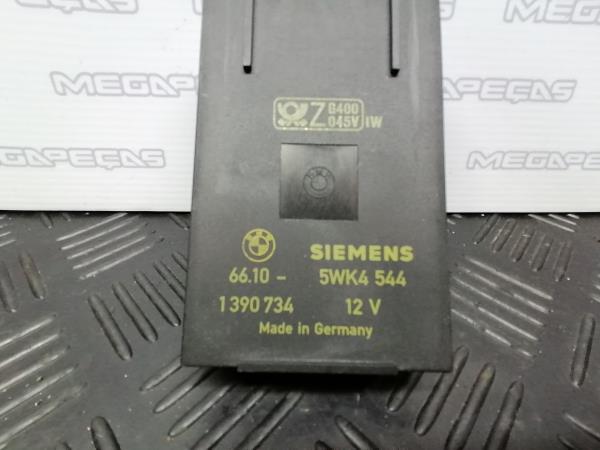 MEGAPEÇAS
MEGAPEÇAS
MEGAPEÇAS
MEGAPEÇAS
Z G400
045V IW
BMW
SIEMENS
66.10 - 5WK4 544
1 390 734 12 V
Made in Germany